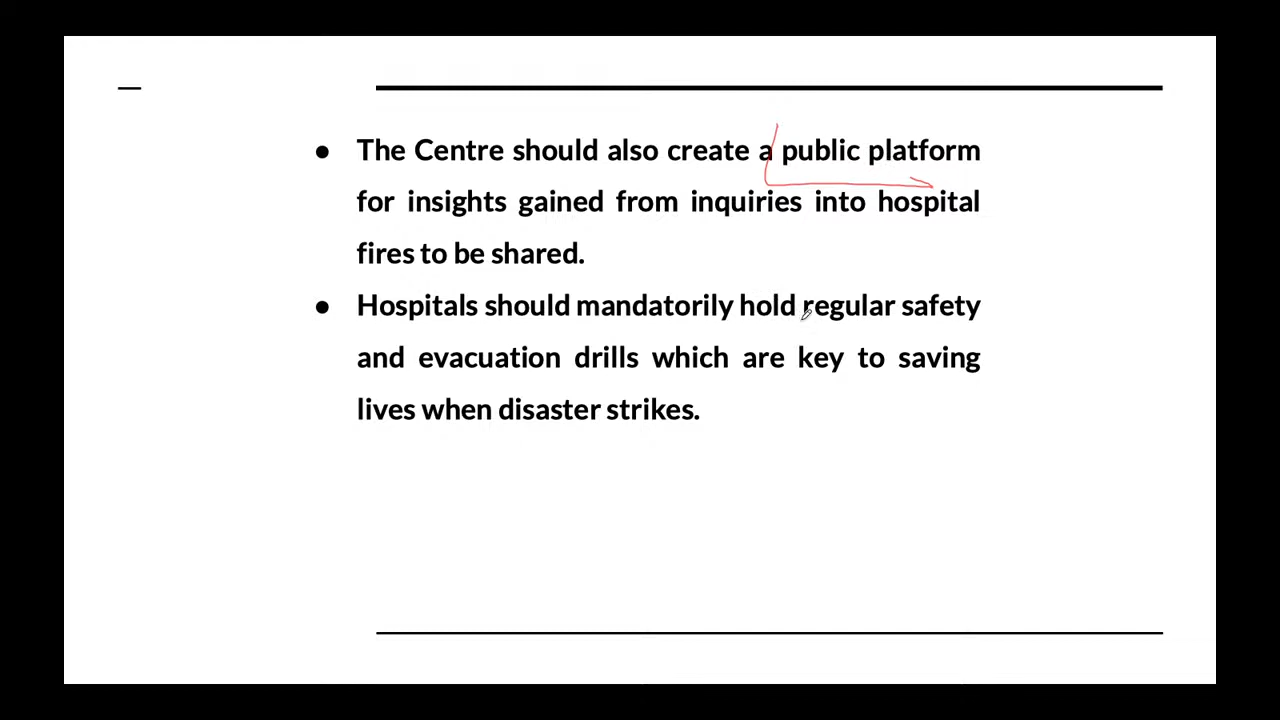 ● The Centre should also create a public platform
for insights gained from inquiries into hospital
fires to be shared.
● Hospitals should mandatorily hold regular safety
and evacuation drills which are key to saving
lives when disaster strikes.